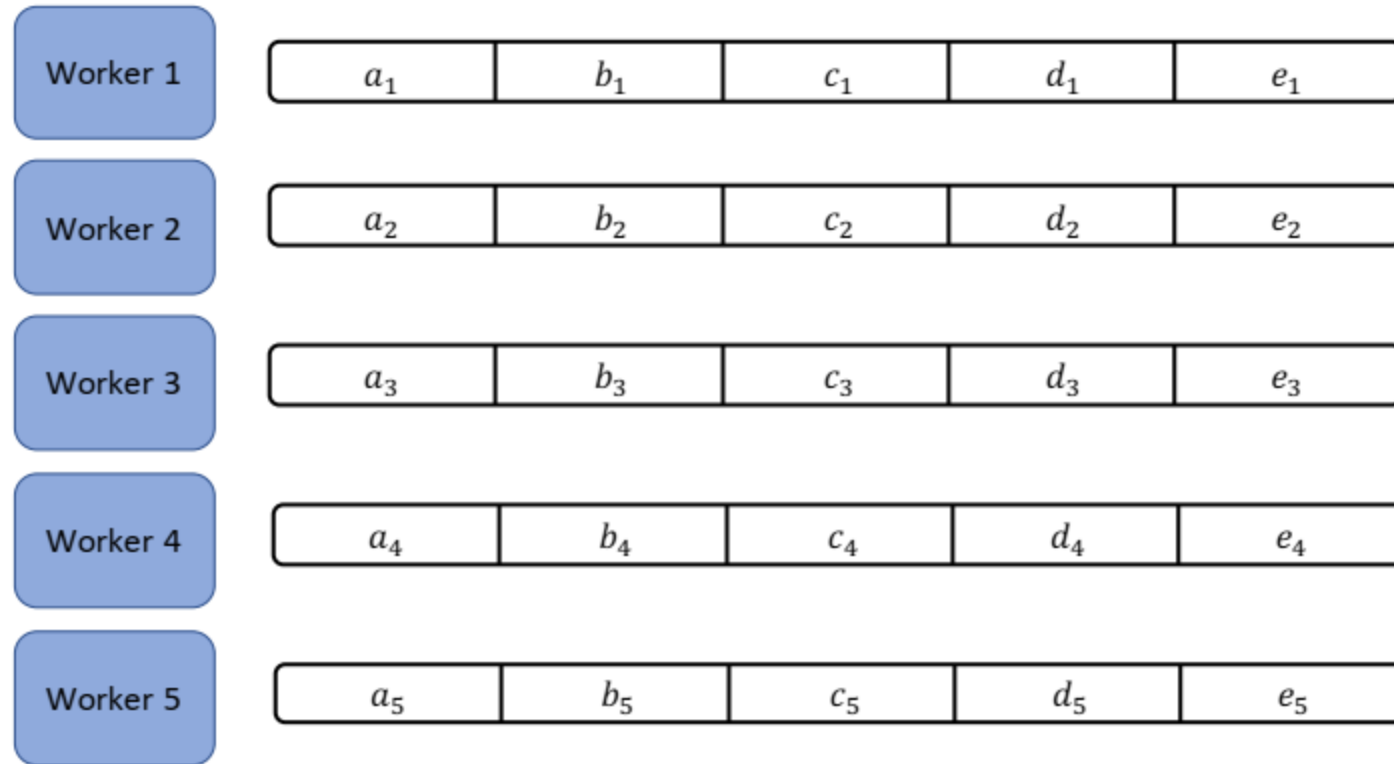 Worker 1 a₁ b₁ c₁ d₁ e₁
Worker 2 a₂ b₂ c₂ d₂ e₂
Worker 3 a₃ b₃ c₃ d₃ e₃
Worker 4 a₄ b₄ c₄ d₄ e₄
Worker 5 a₅ b₅ c₅ d₅ e₅